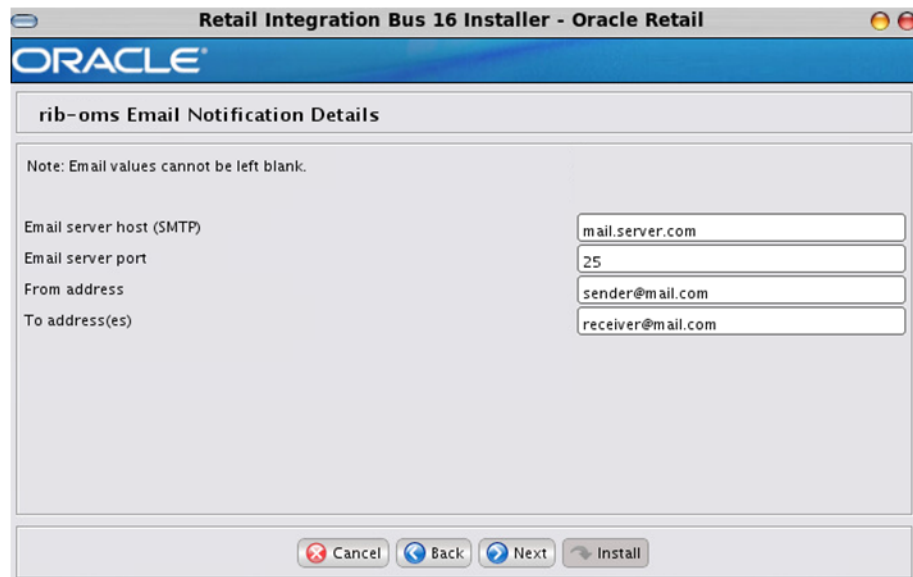 Retail Integration Bus 16 Installer - Oracle Retail
ORACLE®
rib-oms Email Notification Details
Note: Email values cannot be left blank.
Email server host (SMTP) mail.server.com
Email server port 25
From address sender@mail.com
To address(es) receiver@mail.com
Cancel Back Next Install